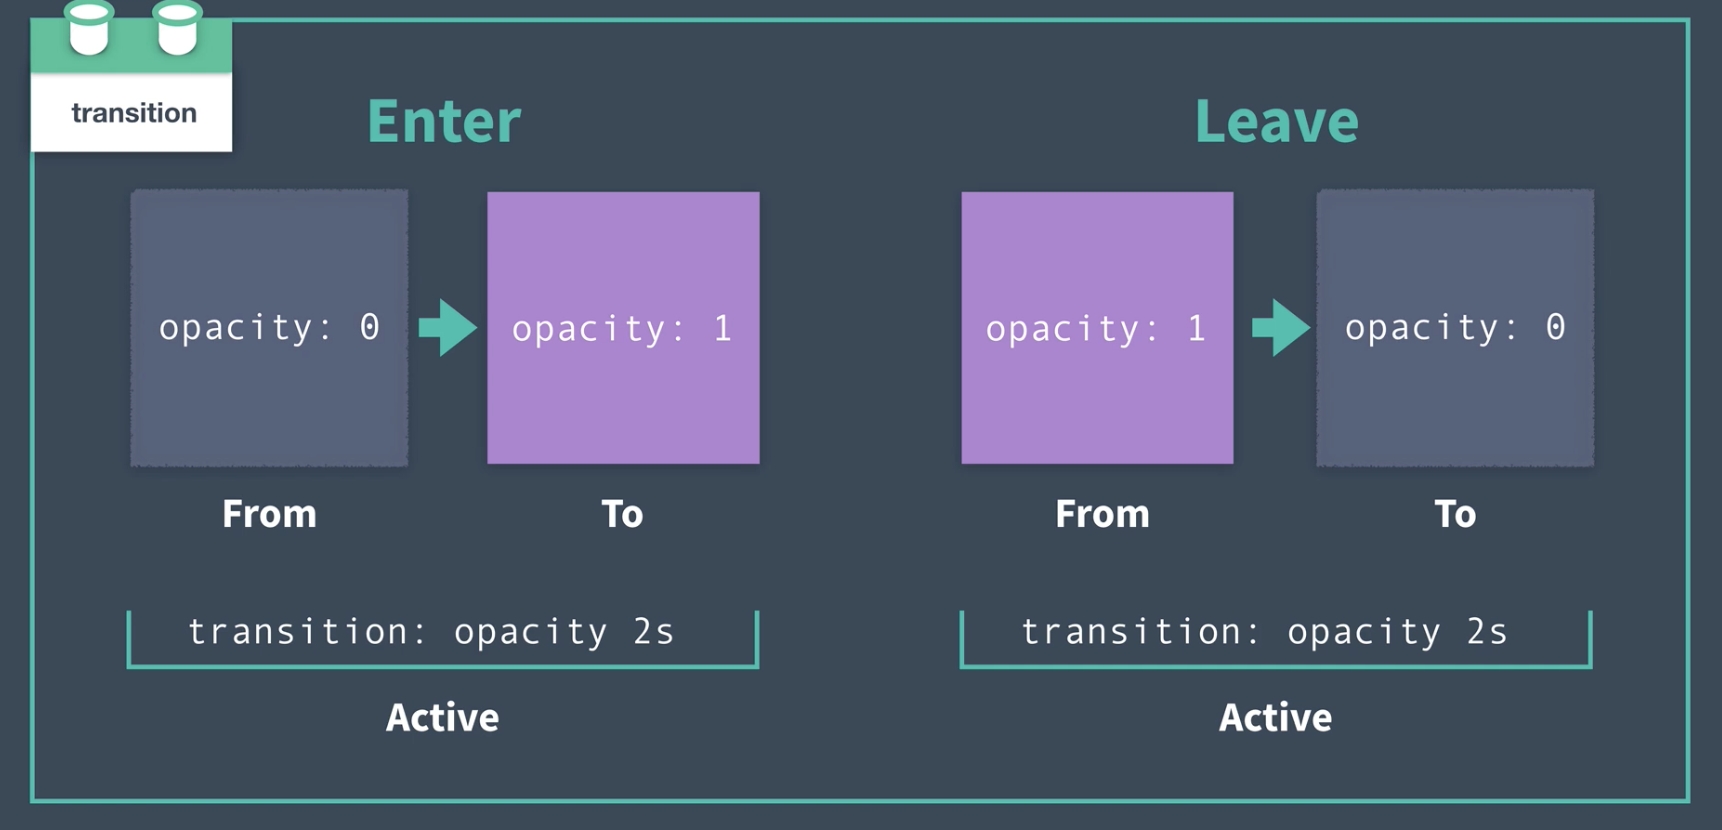 transition
Enter
opacity: 0
opacity: 1
From
To
transition: opacity 2s
Active
Leave
opacity: 1
opacity: 0
From
To
transition: opacity 2s
Active